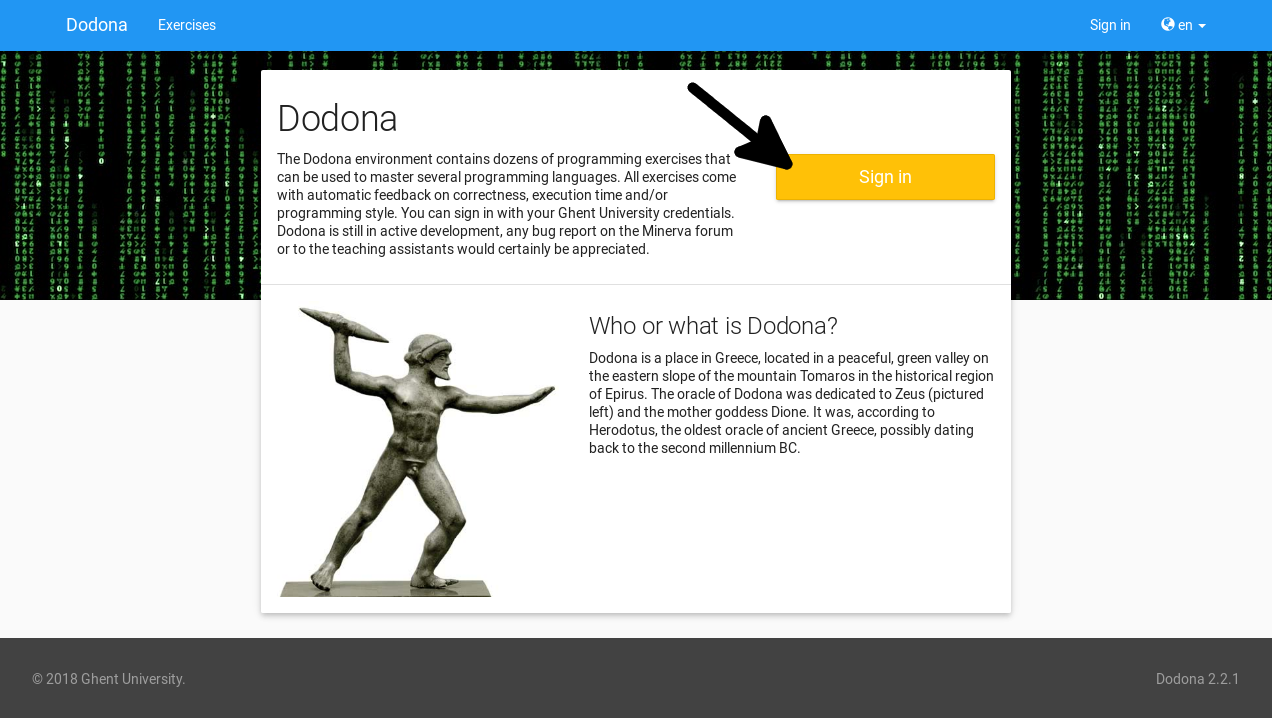 Dodona Exercises Sign in en
Dodona
The Dodona environment contains dozens of programming exercises that
can be used to master several programming languages. All exercises come
with automatic feedback on correctness, execution time and/or
programming style. You can sign in with your Ghent University credentials.
Dodona is still in active development, any bug report on the Minerva forum
or to the teaching assistants would certainly be appreciated.
Sign in
Who or what is Dodona?
Dodona is a place in Greece, located in a peaceful, green valley on
the eastern slope of the mountain Tomaros in the historical region
of Epirus. The oracle of Dodona was dedicated to Zeus (pictured
left) and the mother goddess Dione. It was, according to
Herodotus, the oldest oracle of ancient Greece, possibly dating
back to the second millennium BC.
© 2018 Ghent University. Dodona 2.2.1